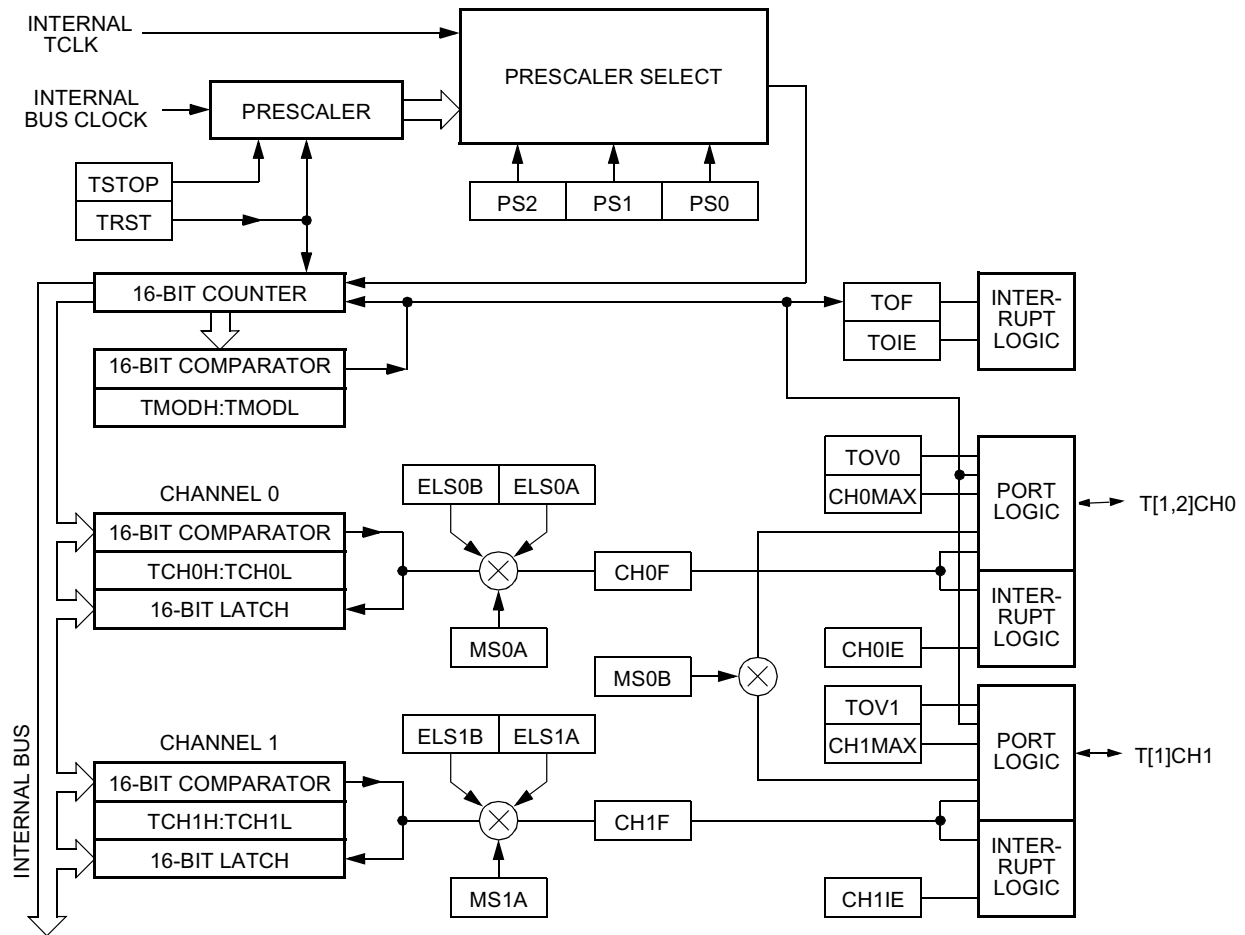 INTERNAL
TCLK
PRESCALER SELECT
INTERNAL
BUS CLOCK
PRESCALER
TSTOP
TRST
PS2
PS1
PS0
16-BIT COUNTER
TOF
TOIE
INTER-
RUPT
LOGIC
16-BIT COMPARATOR
TMODH:TMODL
CHANNEL 0
ELS0B
ELS0A
TOV0
CH0MAX
PORT
LOGIC
T[1,2]CH0
16-BIT COMPARATOR
TCH0H:TCH0L
16-BIT LATCH
CH0F
MS0A
INTER-
RUPT
LOGIC
CH0IE
MS0B
CHANNEL 1
ELS1B
ELS1A
TOV1
CH1MAX
PORT
LOGIC
T[1]CH1
16-BIT COMPARATOR
TCH1H:TCH1L
16-BIT LATCH
CH1F
MS1A
INTER-
RUPT
LOGIC
CH1IE
INTERNAL BUS